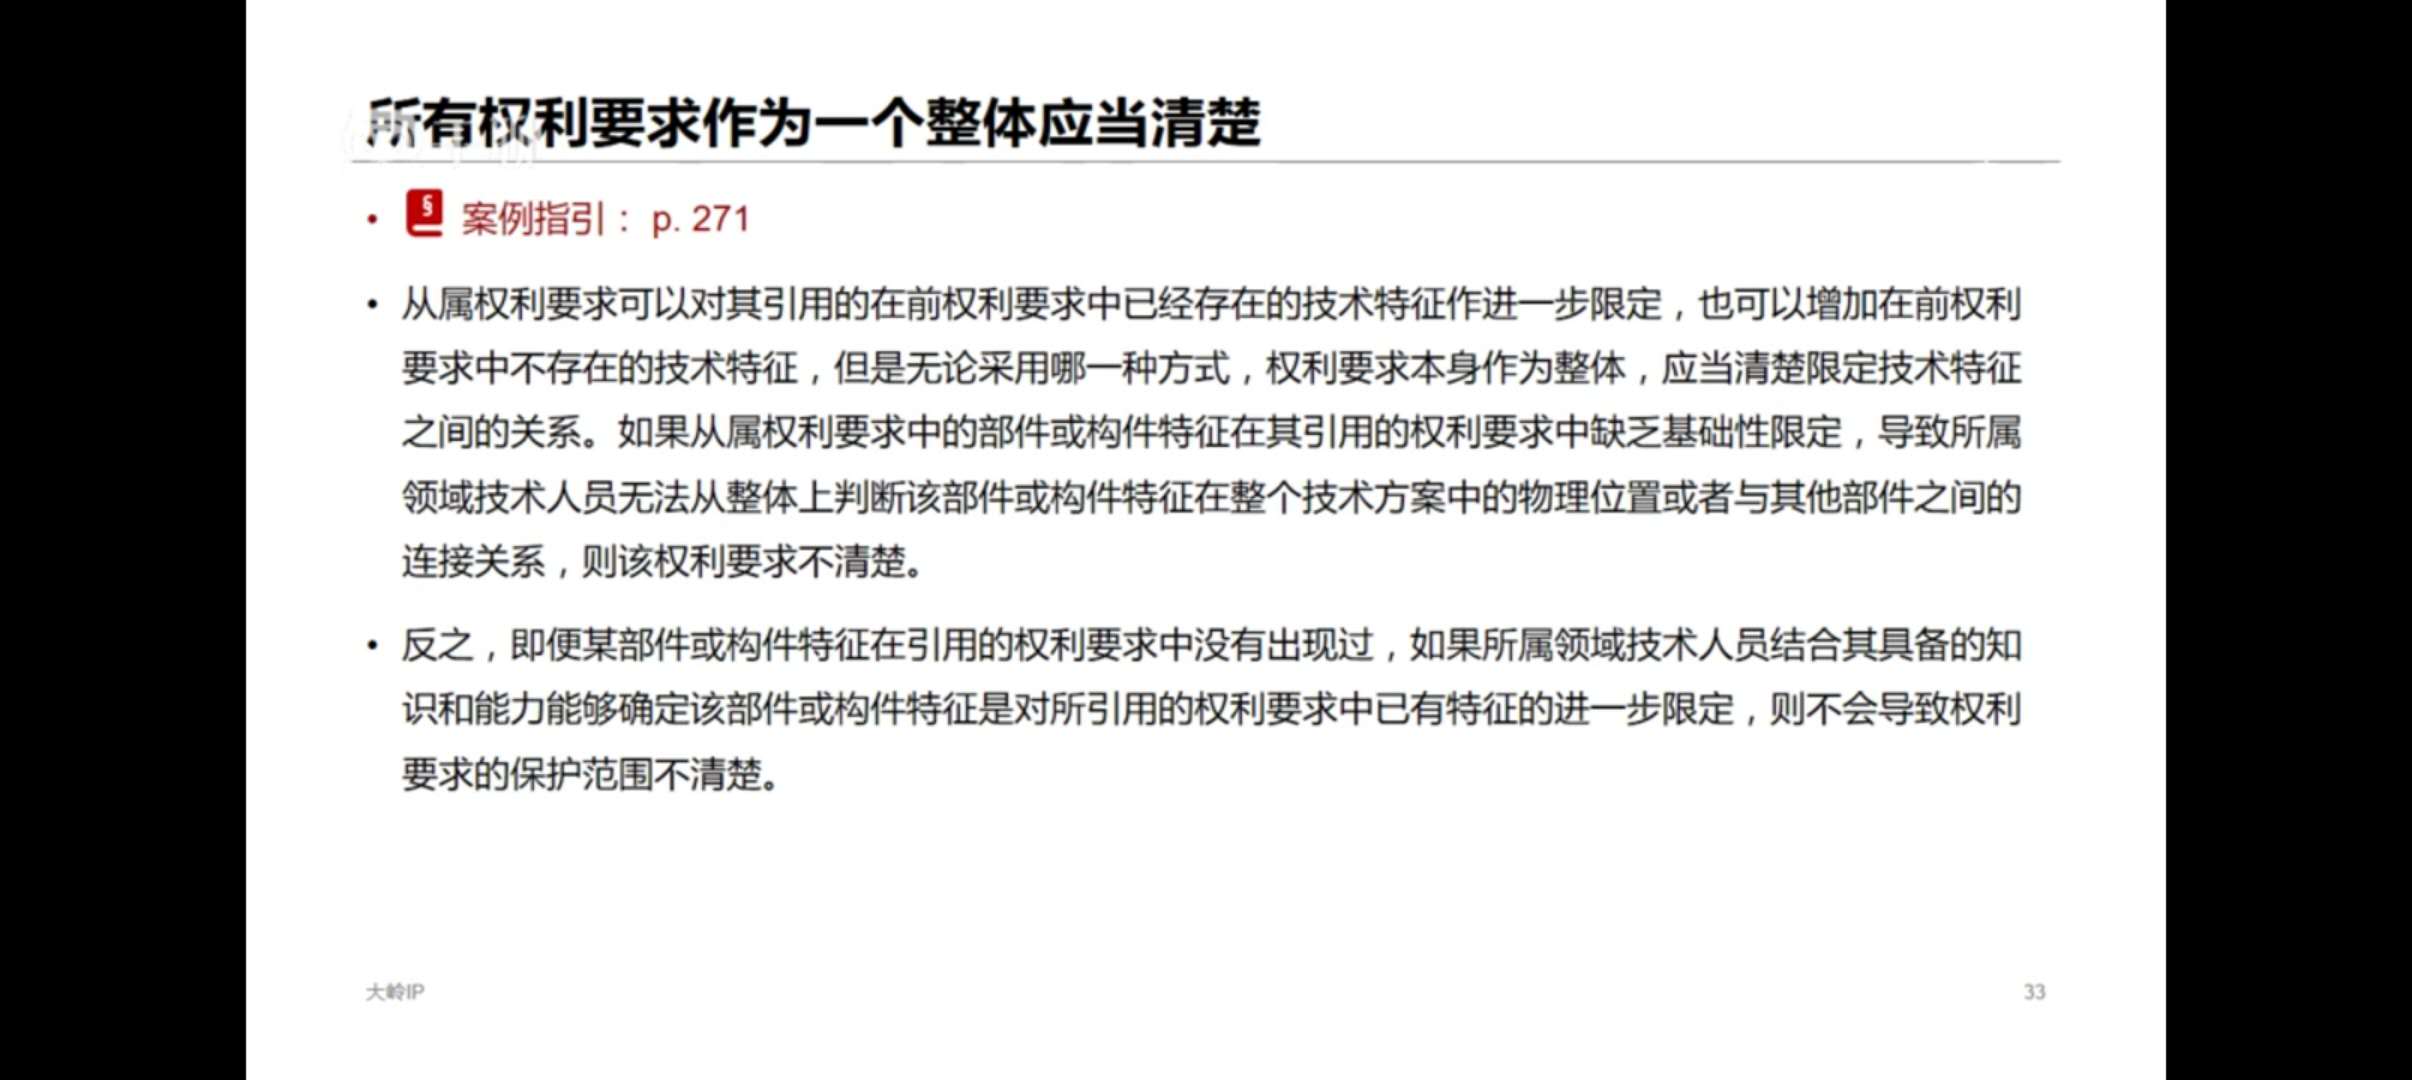 所有权利要求作为一个整体应当清楚
• § 案例指引： p. 271
• 从属权利要求可以对其引用的在前权利要求中已经存在的技术特征作进一步限定，也可以增加在前权利
要求中不存在的技术特征，但是无论采用哪一种方式，权利要求本身作为整体，应当清楚限定技术特征
之间的关系。如果从属权利要求中的部件或构件特征在其引用的权利要求中缺乏基础性限定，导致所属
领域技术人员无法从整体上判断该部件或构件特征在整个技术方案中的物理位置或者与其他部件之间的
连接关系，则该权利要求不清楚。
• 反之，即便某部件或构件特征在引用的权利要求中没有出现过，如果所属领域技术人员结合其具备的知
识和能力能够确定该部件或构件特征是对所引用的权利要求中已有特征的进一步限定，则不会导致权利
要求的保护范围不清楚。
大岭IP
33